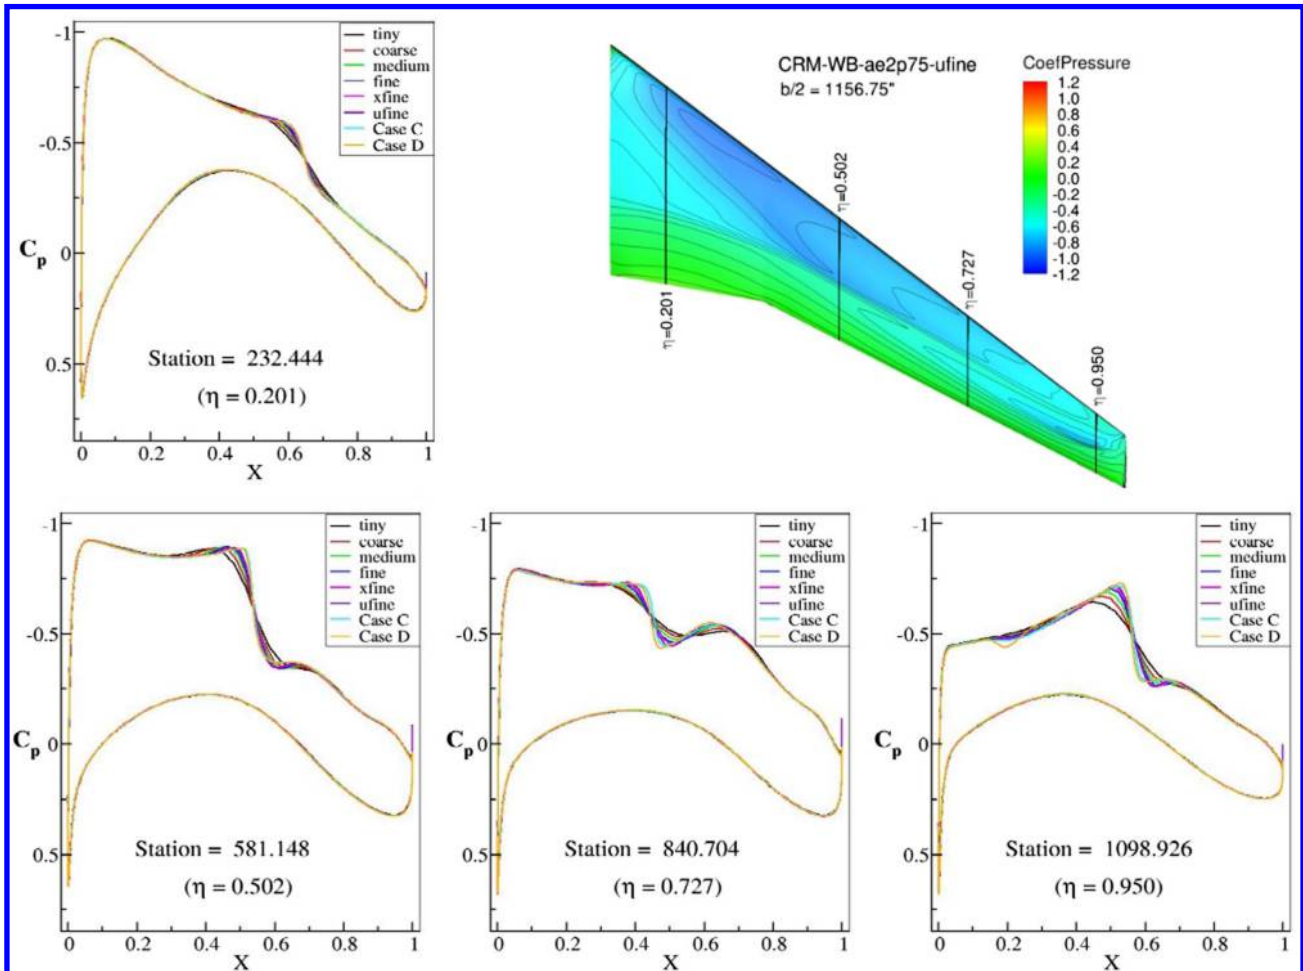 -1
-0.5
0
0.5
Cp
tiny
coarse
medium
fine
xfine
ufine
Case C
Case D
Station = 232.444
(η = 0.201)
0 0.2 0.4 0.6 0.8 1
X
CRM-WB-ae2p75-ufine
b/2 = 1156.75"
η=0.201
η=0.502
η=0.727
η=0.950
CoefPressure
1.2
1.0
0.8
0.6
0.4
0.2
0.0
-0.2
-0.4
-0.6
-0.8
-1.0
-1.2
-1
-0.5
0
0.5
Cp
tiny
coarse
medium
fine
xfine
ufine
Case C
Case D
Station = 581.148
(η = 0.502)
0 0.2 0.4 0.6 0.8 1
X
-1
-0.5
0
0.5
Cp
tiny
coarse
medium
fine
xfine
ufine
Case C
Case D
Station = 840.704
(η = 0.727)
0 0.2 0.4 0.6 0.8 1
X
-1
-0.5
0
0.5
Cp
tiny
coarse
medium
fine
xfine
ufine
Case C
Case D
Station = 1098.926
(η = 0.950)
0 0.2 0.4 0.6 0.8 1
X